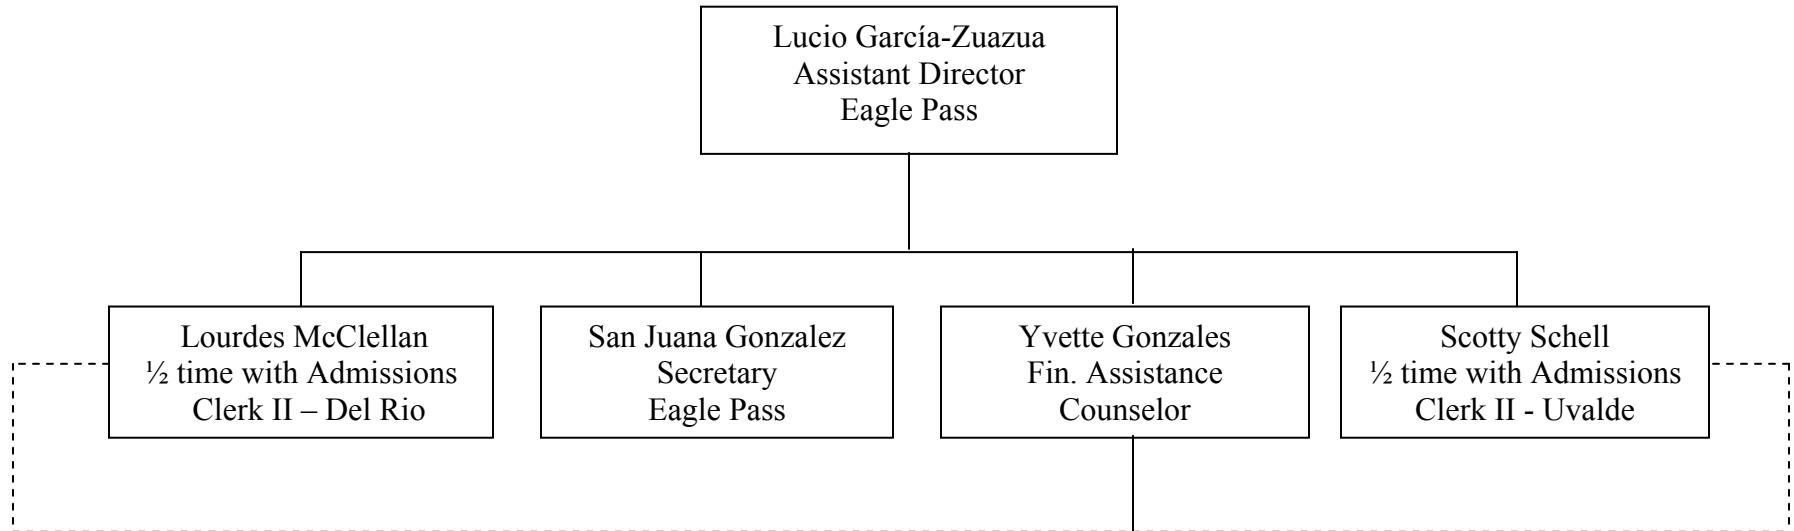 Lucio García-Zuazua
Assistant Director
Eagle Pass
Lourdes McClellan
½ time with Admissions
Clerk II – Del Rio
San Juana Gonzalez
Secretary
Eagle Pass
Yvette Gonzales
Fin. Assistance
Counselor
Scotty Schell
½ time with Admissions
Clerk II - Uvalde